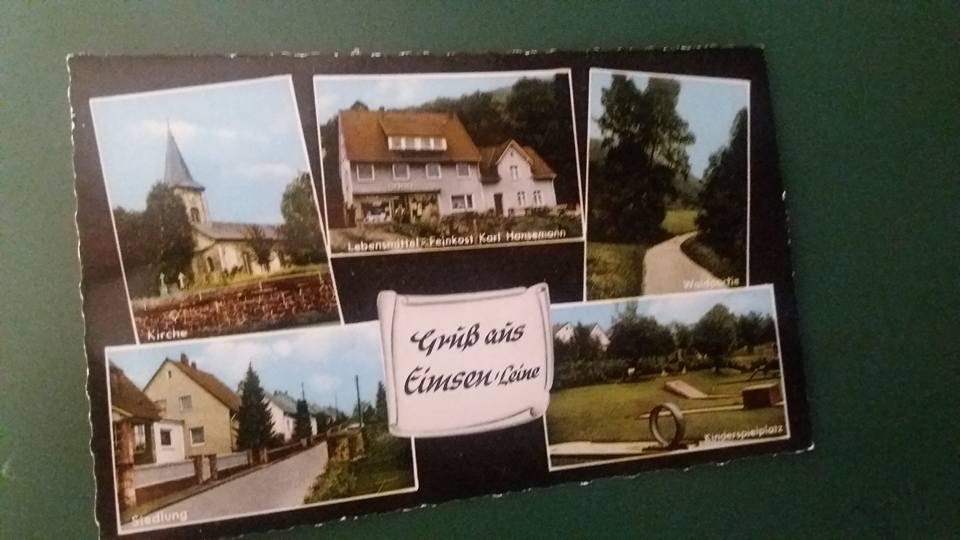 Kirche
Lebensmittel - Feinkost Karl Hansemann
Waldpartie
Gruß aus
Eimsen/Leine
Siedlung
Kinderspielplatz